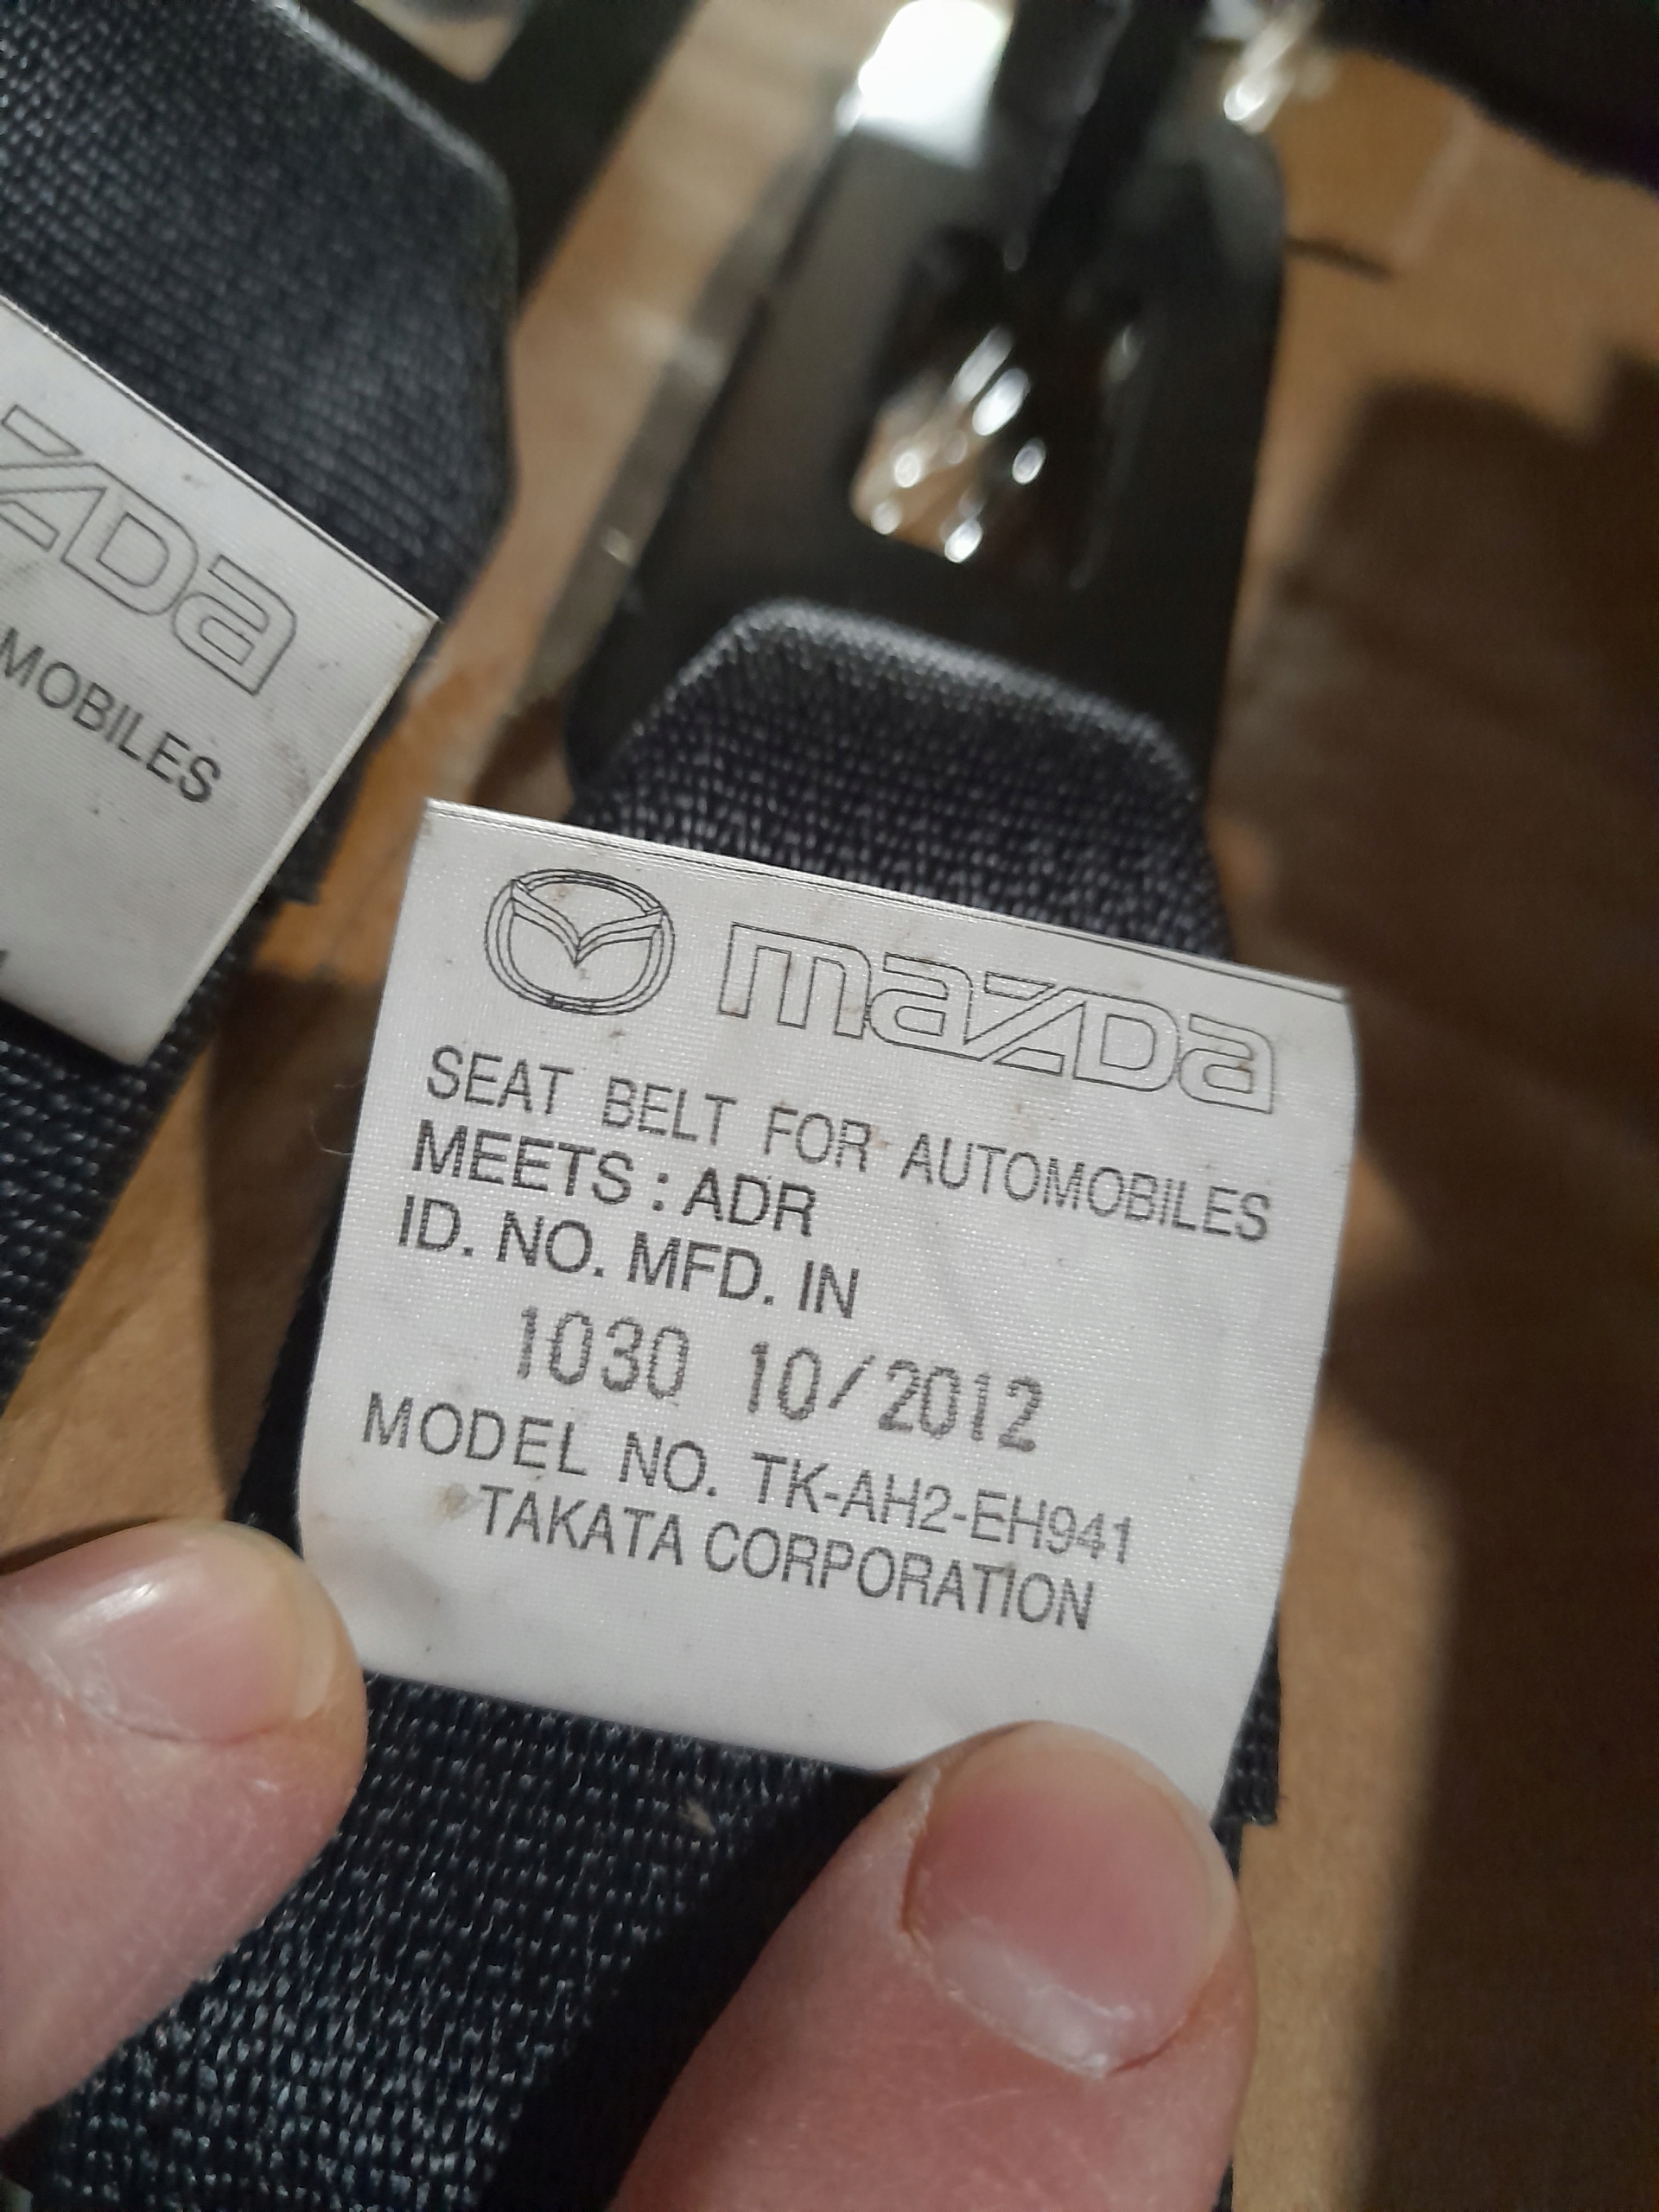 mazda
MOBILES
mazda
SEAT BELT FOR AUTOMOBILES
MEETS : ADR
ID. NO. MFD. IN
1030 10/2012
MODEL NO. TK-AH2-EH941
TAKATA CORPORATION